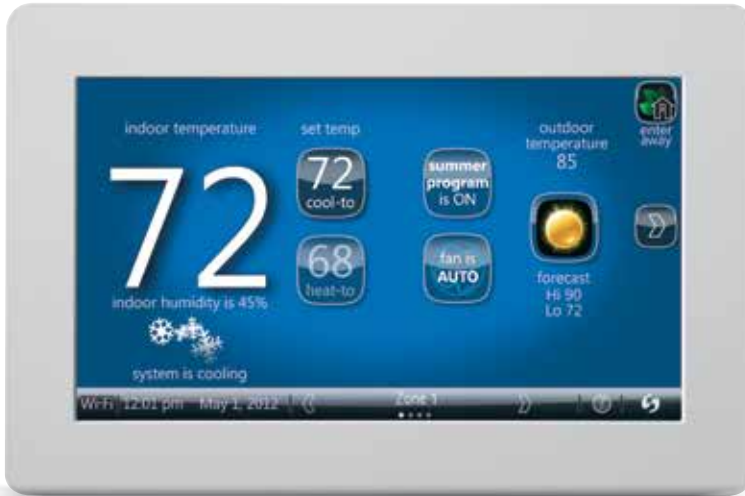 indoor temperature
72
indoor humidity is 45%
system is cooling
set temp
72
cool-to
68
heat-to
summer
program
is ON
fan is
AUTO
outdoor
temperature
85
forecast
Hi 90
Lo 72
enter
away
Wi-Fi 12:01 pm May 1, 2012
Zone 1
?